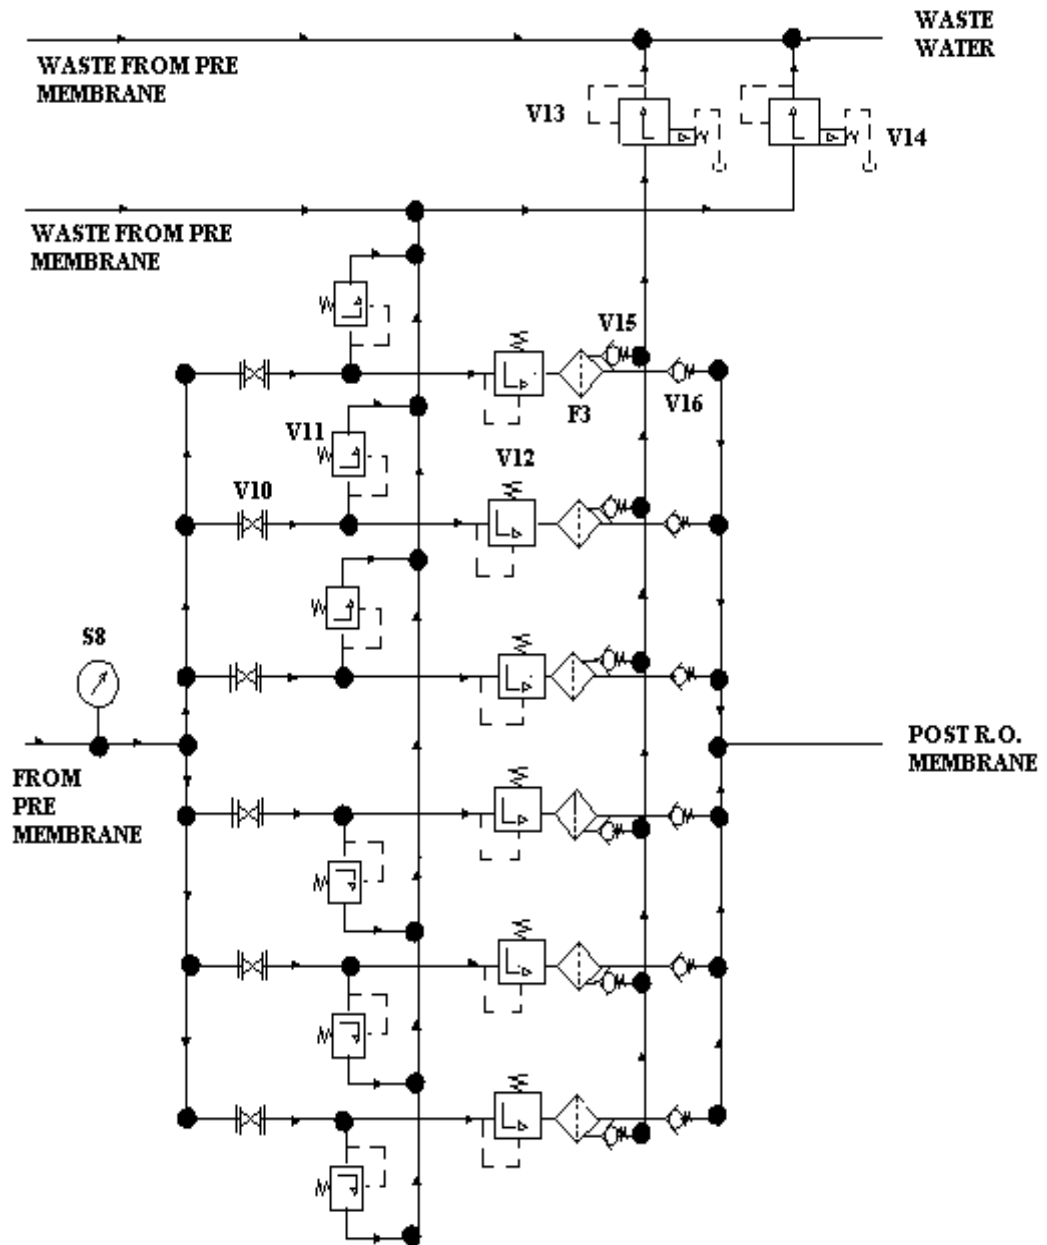 WASTE
WATER
WASTE FROM PRE
MEMBRANE
V13
V14
WASTE FROM PRE
MEMBRANE
V15
V16
F3
V11
V12
V10
S8
FROM
PRE
MEMBRANE
POST R.O.
MEMBRANE